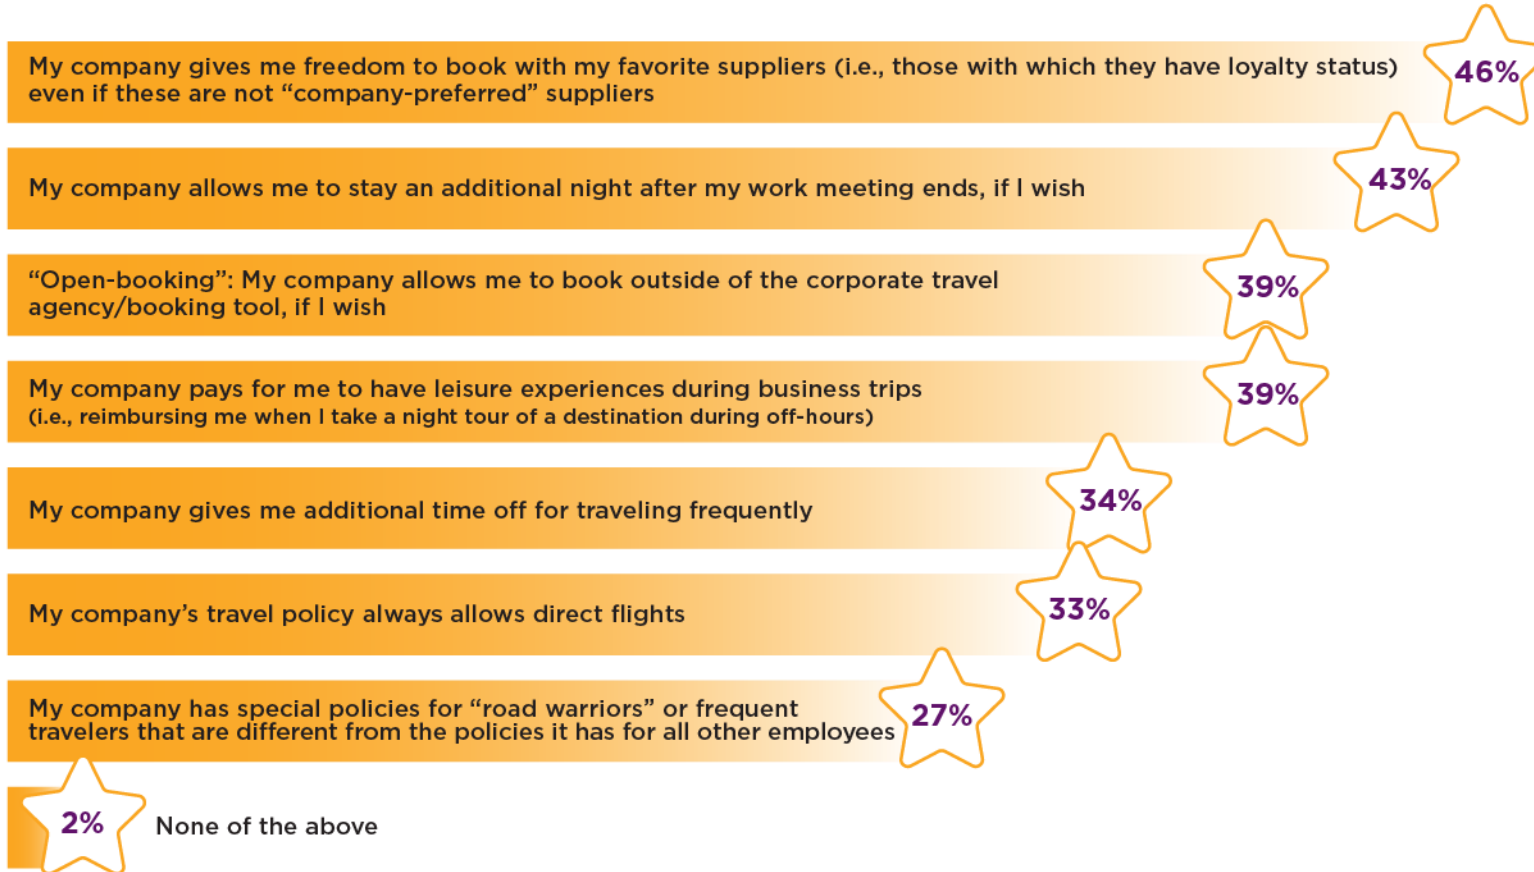 My company gives me freedom to book with my favorite suppliers (i.e., those with which they have loyalty status)
even if these are not “company-preferred” suppliers
46%
My company allows me to stay an additional night after my work meeting ends, if I wish
43%
“Open-booking”: My company allows me to book outside of the corporate travel
agency/booking tool, if I wish
39%
My company pays for me to have leisure experiences during business trips
(i.e., reimbursing me when I take a night tour of a destination during off-hours)
39%
My company gives me additional time off for traveling frequently
34%
My company’s travel policy always allows direct flights
33%
My company has special policies for “road warriors” or frequent
travelers that are different from the policies it has for all other employees
27%
2%
None of the above